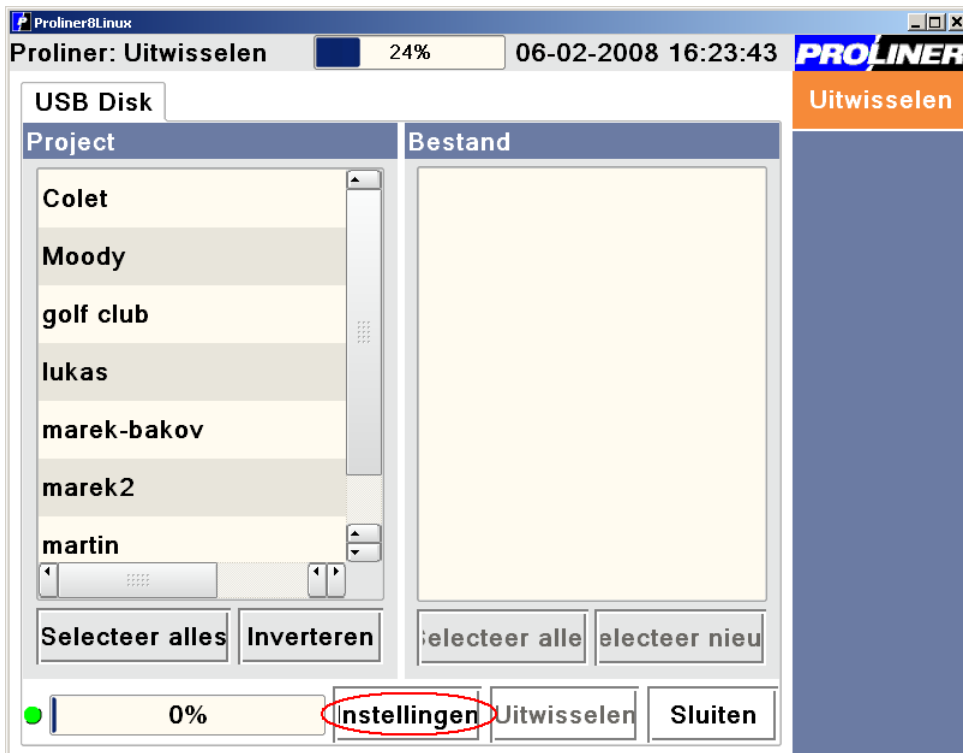 Proliner8Linux
Proliner: Uitwisselen 24% 06-02-2008 16:23:43 PROLINER
USB Disk
Uitwisselen
Project
Bestand
Colet
Moody
golf club
lukas
marek-bakov
marek2
martin
Selecteer alles Inverteren electeer alle electeer nieu
0% Instellingen Uitwisselen Sluiten